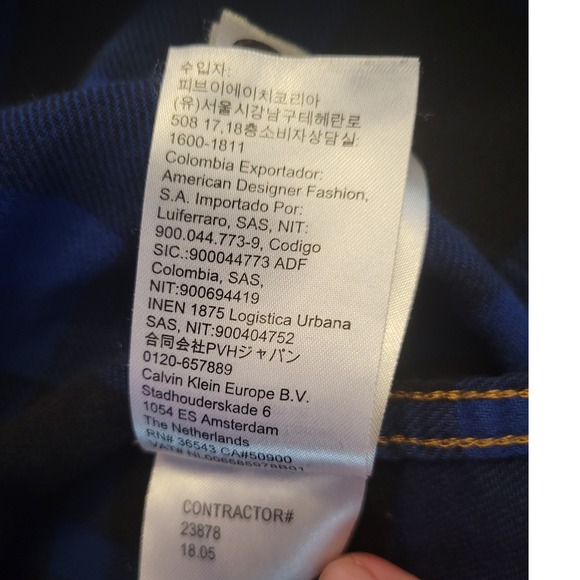 수입자:
피브이에이치코리아
(유)서울시강남구테헤란로
508 17,18층소비자상담실:
1600-1811
Colombia Exportador:
American Designer Fashion,
S.A. Importado Por:
Luiferraro, SAS, NIT:
900.044.773-9, Codigo
SIC.:900044773 ADF
Colombia, SAS,
NIT:900694419
INEN 1875 Logistica Urbana
SAS, NIT:900404752
合同会社PVHジャパン
0120-657889
Calvin Klein Europe B.V.
Stadhouderskade 6
1054 ES Amsterdam
The Netherlands
RN# 36543 CA#50900
VAT# NL006585978B01
CONTRACTOR#
23878
18.05